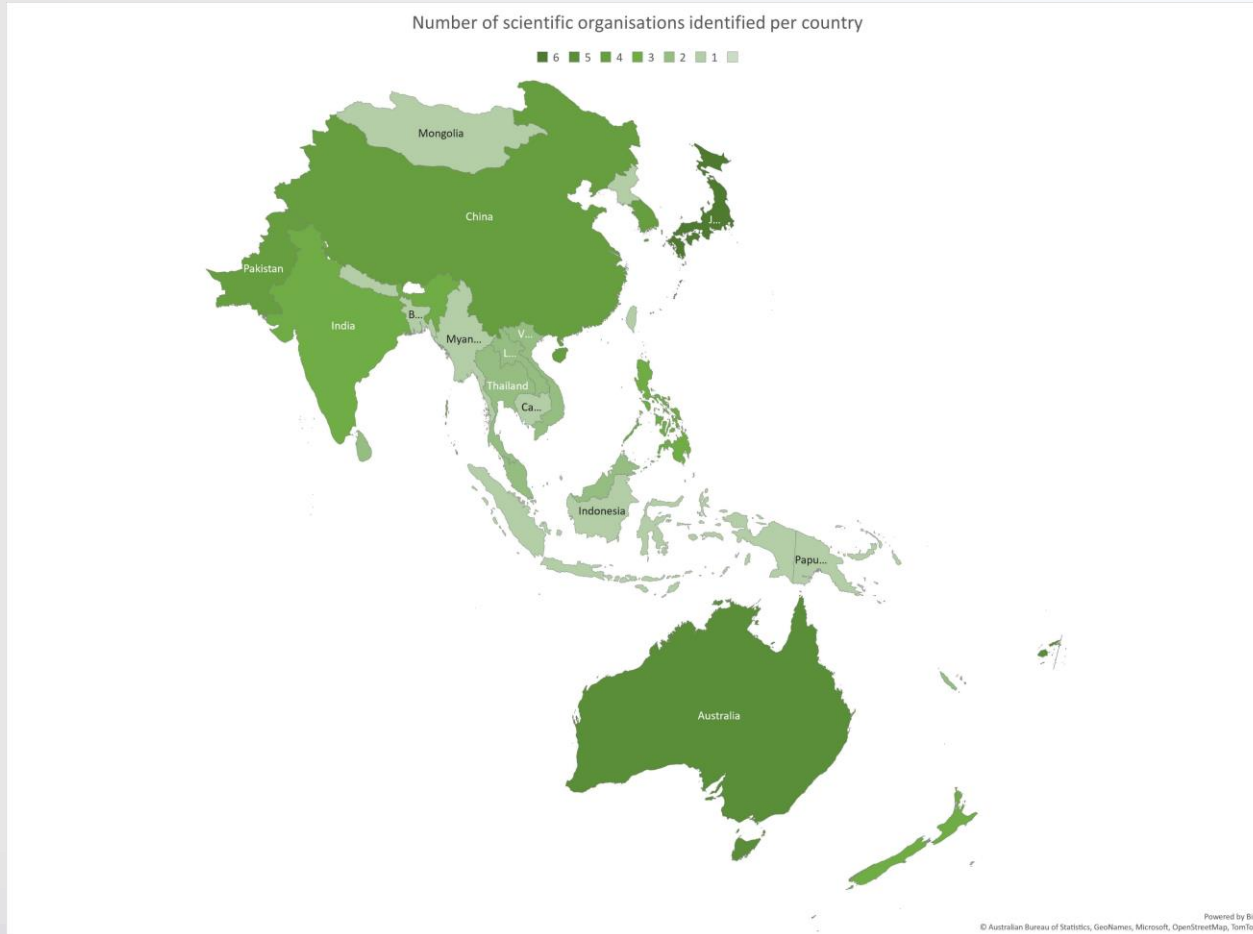 Number of scientific organisations identified per country
6 5 4 3 2 1
Mongolia
China
J...
Pakistan
B...
India
V...
Myan...
L...
Thailand
Ca...
Indonesia
Papu...
Australia
Powered by Bi
© Australian Bureau of Statistics, GeoNames, Microsoft, OpenStreetMap, TomTo